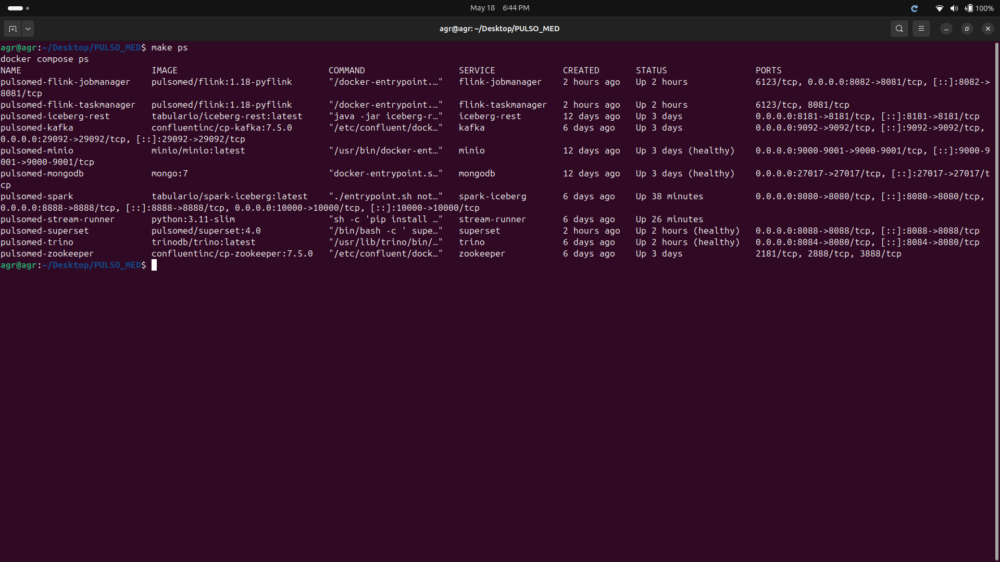 May 18 6:44 PM
100%
agr@agr: ~/Desktop/PULSO_MED
agr@agr:~/Desktop/PULSO_MED$ make ps
docker compose ps
NAME IMAGE COMMAND SERVICE CREATED STATUS PORTS
pulsomed-flink-jobmanager pulsomed/flink:1.18-pyflink "/docker-entrypoint.…" flink-jobmanager 2 hours ago Up 2 hours 6123/tcp, 0.0.0.0:8082->8081/tcp, [::]:8082->
8081/tcp
pulsomed-flink-taskmanager pulsomed/flink:1.18-pyflink "/docker-entrypoint.…" flink-taskmanager 2 hours ago Up 2 hours 6123/tcp, 8081/tcp
pulsomed-iceberg-rest tabulario/iceberg-rest:latest "java -jar iceberg-r…" iceberg-rest 12 days ago Up 3 days 0.0.0.0:8181->8181/tcp, [::]:8181->8181/tcp
pulsomed-kafka confluentinc/cp-kafka:7.5.0 "/etc/confluent/dock…" kafka 6 days ago Up 3 days 0.0.0.0:9092->9092/tcp, [::]:9092->9092/tcp,
0.0.0.0:29092->29092/tcp, [::]:29092->29092/tcp
pulsomed-minio minio/minio:latest "/usr/bin/docker-ent…" minio 12 days ago Up 3 days (healthy) 0.0.0.0:9000-9001->9000-9001/tcp, [::]:9000-9
001->9000-9001/tcp
pulsomed-mongodb mongo:7 "docker-entrypoint.s…" mongodb 12 days ago Up 3 days (healthy) 0.0.0.0:27017->27017/tcp, [::]:27017->27017/t
cp
pulsomed-spark tabulario/spark-iceberg:latest "./entrypoint.sh not…" spark-iceberg 6 days ago Up 38 minutes 0.0.0.0:8080->8080/tcp, [::]:8080->8080/tcp,
0.0.0.0:8888->8888/tcp, [::]:8888->8888/tcp, 0.0.0.0:10000->10000/tcp, [::]:10000->10000/tcp
pulsomed-stream-runner python:3.11-slim "sh -c 'pip install …" stream-runner 6 days ago Up 26 minutes
pulsomed-superset pulsomed/superset:4.0 "/bin/bash -c ' supe…" superset 2 hours ago Up 2 hours (healthy) 0.0.0.0:8088->8088/tcp, [::]:8088->8088/tcp
pulsomed-trino trinodb/trino:latest "/usr/lib/trino/bin/…" trino 6 days ago Up 2 hours (healthy) 0.0.0.0:8084->8080/tcp, [::]:8084->8080/tcp
pulsomed-zookeeper confluentinc/cp-zookeeper:7.5.0 "/etc/confluent/dock…" zookeeper 6 days ago Up 3 days 2181/tcp, 2888/tcp, 3888/tcp
agr@agr:~/Desktop/PULSO_MED$